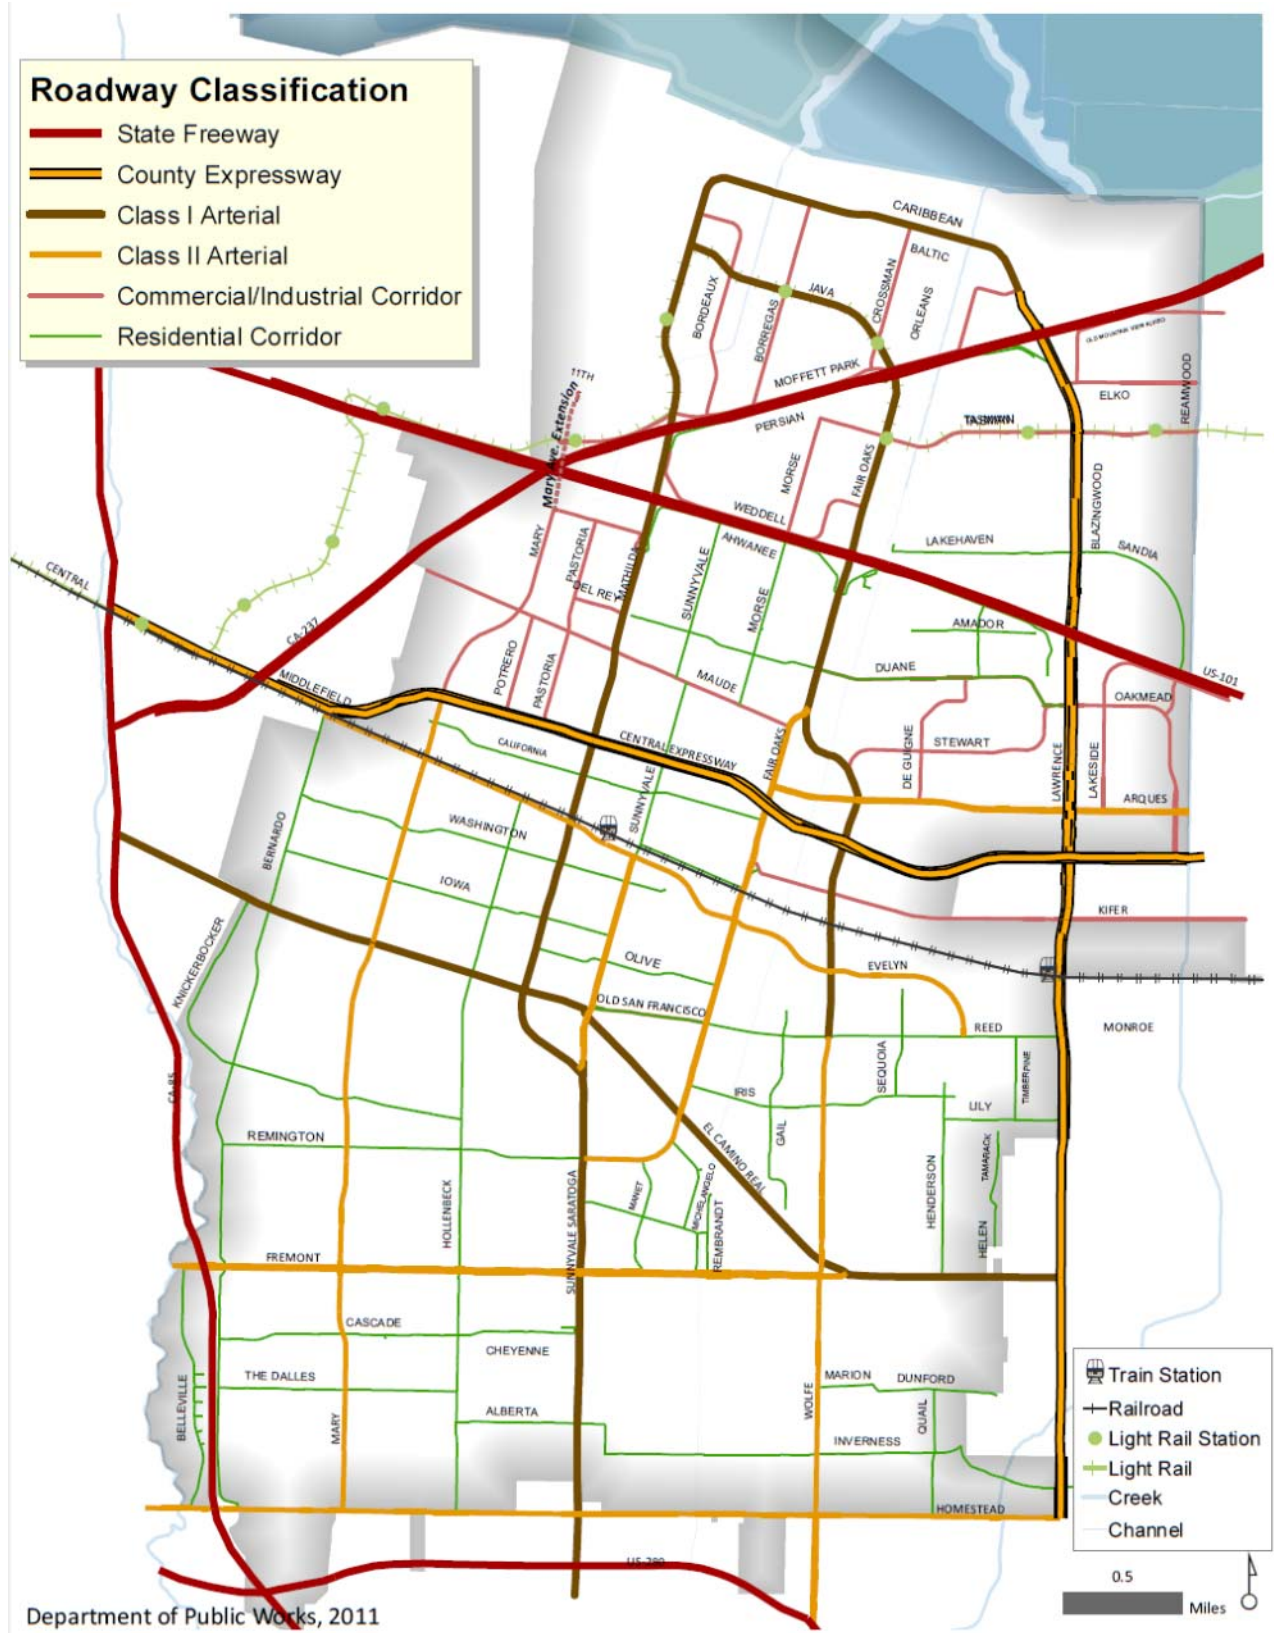 Roadway Classification
State Freeway
County Expressway
Class I Arterial
Class II Arterial
Commercial/Industrial Corridor
Residential Corridor
CARIBBEAN
BALTIC
JAVA
BORDEAUX
BORREGAS
CROSSMAN
ORLEANS
MOFFETT PARK
ELKO
REAMWOOD
11TH
Mary Ave. Extension
PERSIAN
TASMAN
MORSE
FAIR OAKS
WEDDELL
AHWANEE
LAKEHAVEN
BLAZINGWOOD
SANDIA
CENTRAL
CA-237
MARY
PASTORIA
DEL REY
MATHILDA
SUNNYVALE
MORSE
AMADOR
DUANE
US-101
MIDDLEFIELD
POTRERO
PASTORIA
MAUDE
OAKMEAD
CALIFORNIA
CENTRAL EXPRESSWAY
FAIR OAKS
DE GUIGNE
STEWART
LAWRENCE
LAKESIDE
ARQUES
BERNARDO
WASHINGTON
SUNNYVALE
IOWA
KIFER
KNICKERBOCKER
OLIVE
EVELYN
OLD SAN FRANCISCO
REED
MONROE
CA-85
IRIS
SEQUOIA
TIMBERPINE
LILY
REMINGTON
GAIL
EL CAMINO REAL
TAMARACK
HOLLENBECK
SUNNYVALE SARATOGA
MANET
MICHELANGELO
REMBRANDT
HENDERSON
HELEN
FREMONT
CASCADE
CHEYENNE
THE DALLES
MARION
DUNFORD
BELLEVILLE
MARY
ALBERTA
WOLFE
QUAIL
INVERNESS
HOMESTEAD
US-280
Train Station
Railroad
Light Rail Station
Light Rail
Creek
Channel
0.5
Miles
Department of Public Works, 2011